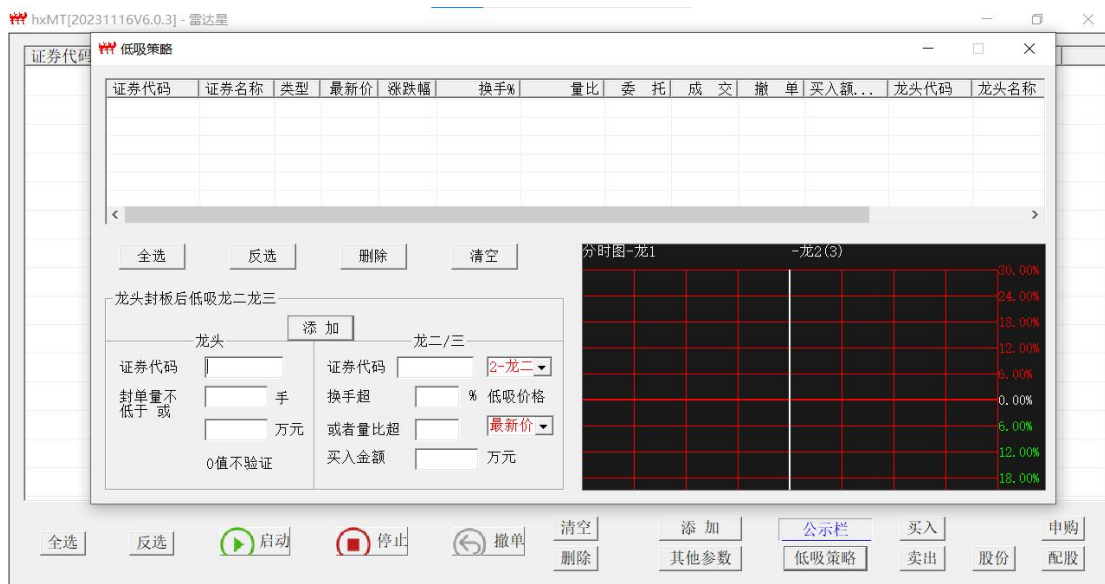 hxMT[20231116V6.0.3] - 雷达星
证券代码
低吸策略
证券代码 证券名称 类型 最新价 涨跌幅 换手% 量比 委 托 成 交 撤 单 买入额... 龙头代码 龙头名称
全选 反选 删除 清空
分时图-龙1 -龙2(3)
30.00%
24.00%
18.00%
12.00%
6.00%
0.00%
6.00%
12.00%
18.00%
龙头封板后低吸龙二龙三
添 加
龙头 龙二/三
证券代码 证券代码 2-龙二
封单量不 手 换手超 % 低吸价格
低于 或
万元 或者量比超 最新价
0值不验证 买入金额 万元
全选 反选 启动 停止 撤单 清空 添 加 公示栏 买入 申购
删除 其他参数 低吸策略 卖出 股份 配股